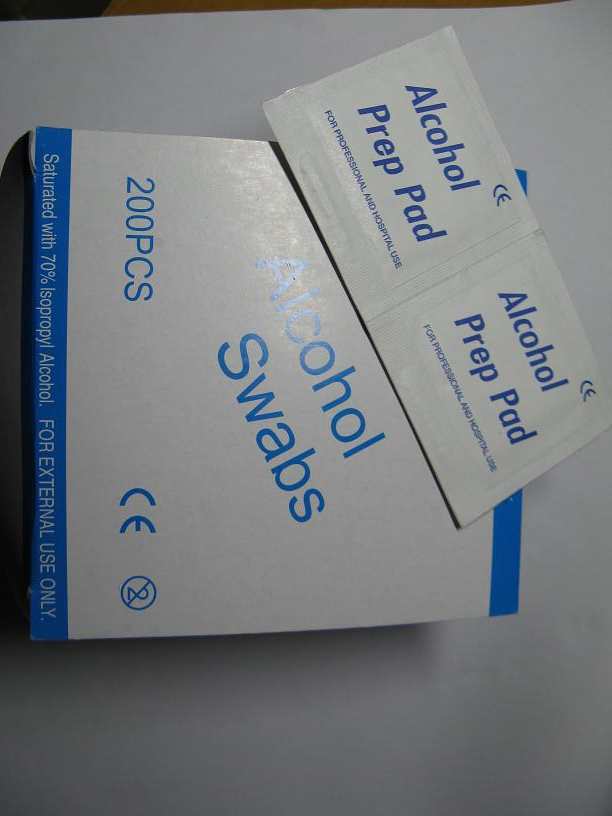 Alcohol
Prep Pad
FOR PROFESSIONAL AND HOSPITAL USE
CE
Alcohol
Prep Pad
FOR PROFESSIONAL AND HOSPITAL USE
CE
Alcohol
Swabs
200PCS
CE
2
Saturated with 70% Isopropyl Alcohol. FOR EXTERNAL USE ONLY.